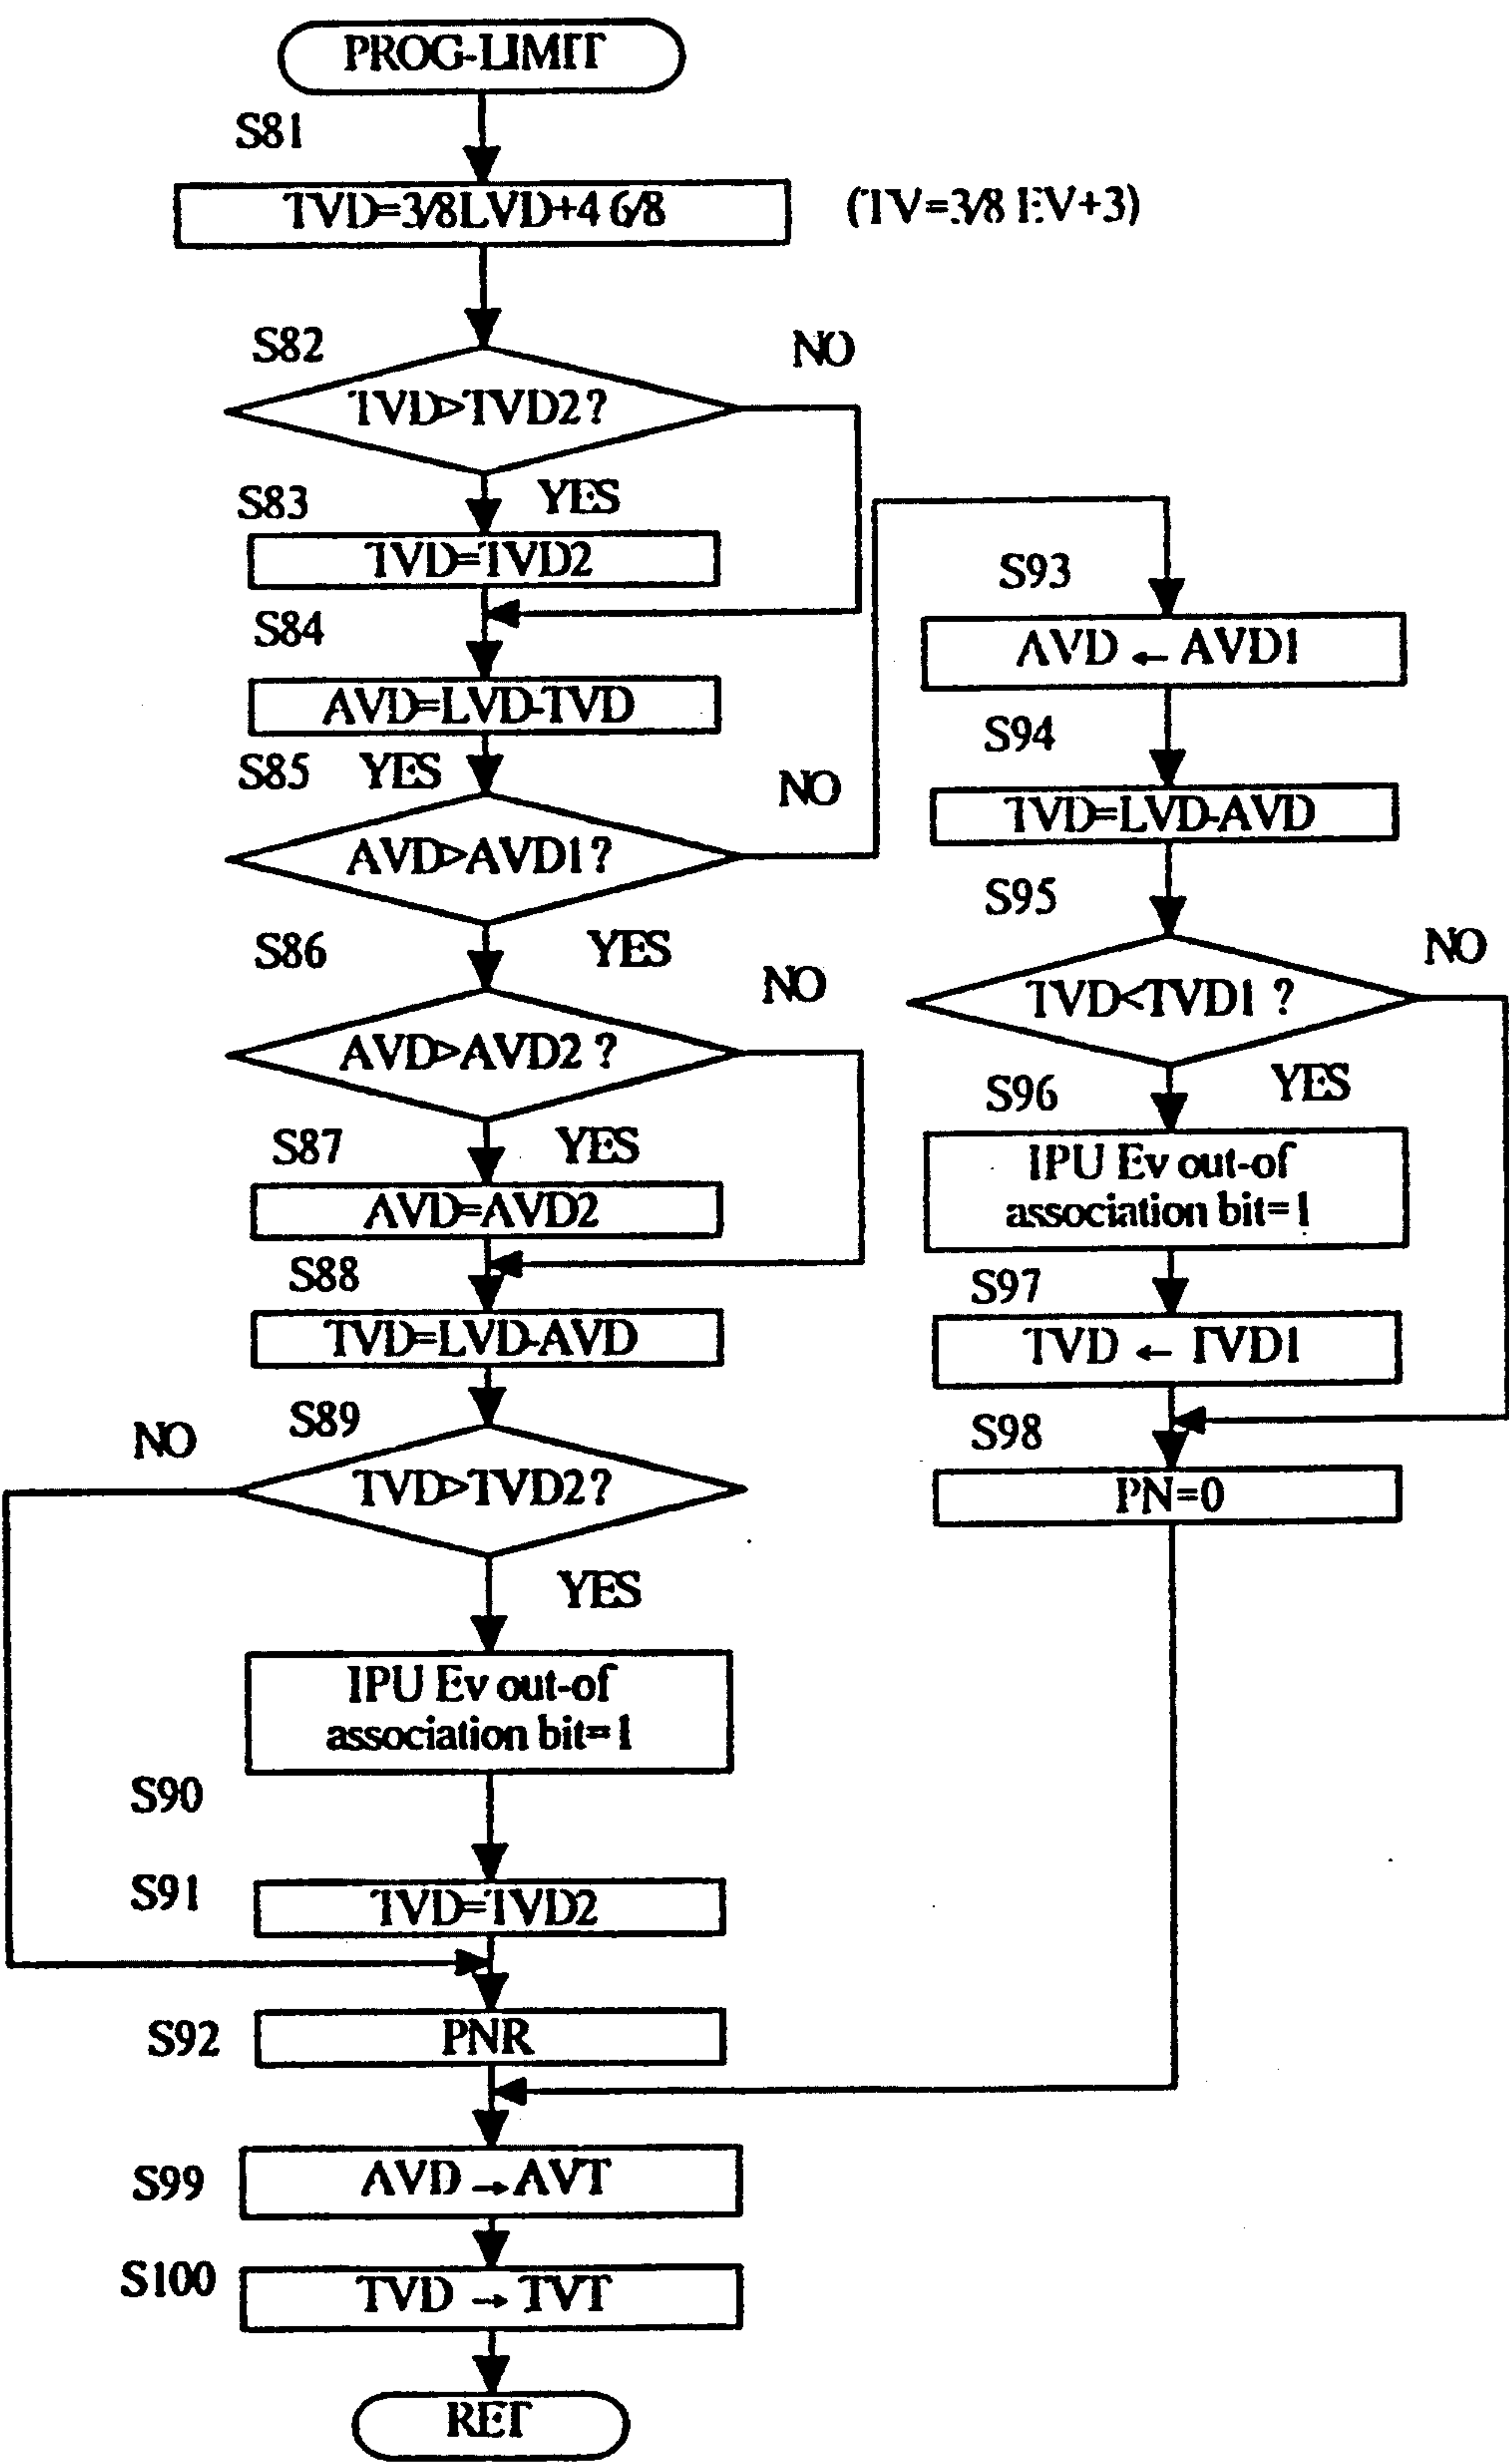 PROG-LIMIT
S81
TVD=3/8LVD+4 6/8
(TV=3/8 EV+3)
S82
NO
TVD>TVD2?
S83
YES
TVD=TVD2
S84
AVD=LVD-TVD
S85
YES
NO
AVD>AVD1?
S86
YES
NO
AVD>AVD2?
S87
YES
AVD=AVD2
S88
TVD=LVD-AVD
S89
NO
TVD>TVD2?
YES
IPU Ev out-of
association bit=1
S90
S91
TVD=TVD2
S92
PNR
S93
AVD ← AVD1
S94
TVD=LVD-AVD
S95
NO
TVD<TVD1 ?
S96
YES
IPU Ev out-of
association bit=1
S97
TVD ← TVD1
S98
PN=0
S99
AVD → AVT
S100
TVD → TVT
RET